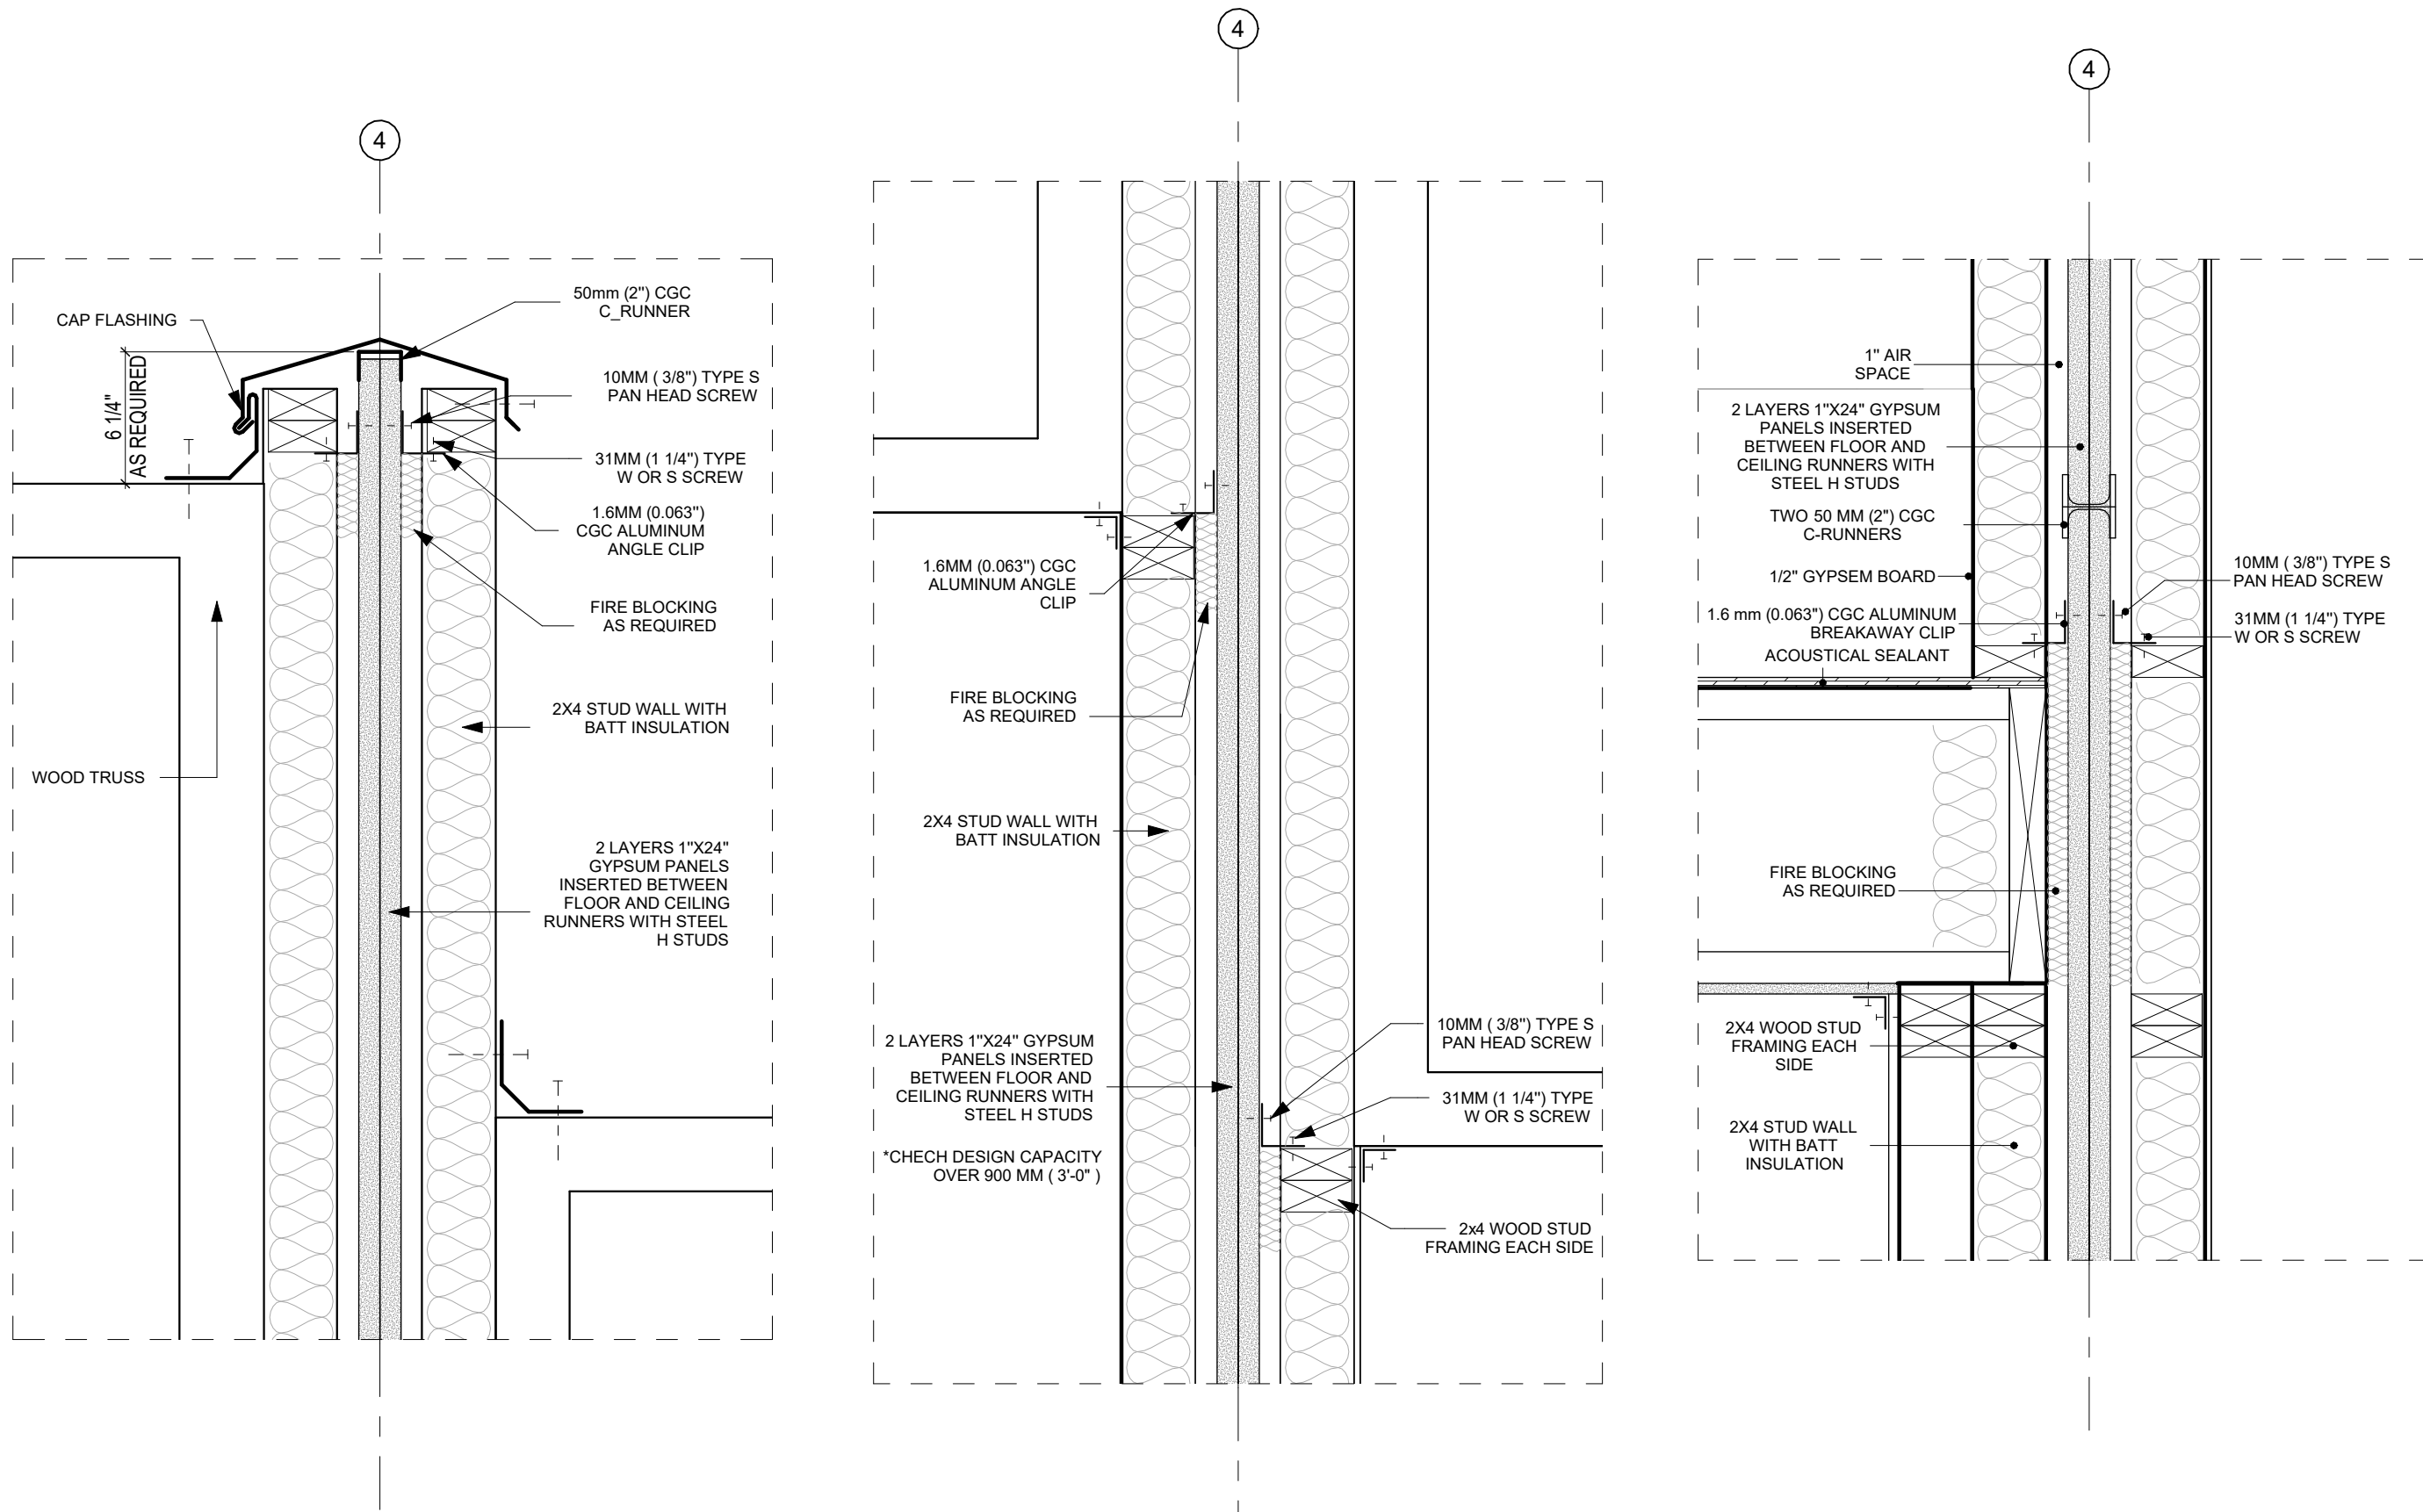 4
CAP FLASHING
6 1/4"
AS REQUIRED
50mm (2") CGC
C_RUNNER
10MM ( 3/8") TYPE S
PAN HEAD SCREW
31MM (1 1/4") TYPE
W OR S SCREW
1.6MM (0.063")
CGC ALUMINUM
ANGLE CLIP
FIRE BLOCKING
AS REQUIRED
2X4 STUD WALL WITH
BATT INSULATION
WOOD TRUSS
2 LAYERS 1"X24"
GYPSUM PANELS
INSERTED BETWEEN
FLOOR AND CEILING
RUNNERS WITH STEEL
H STUDS
4
1.6MM (0.063") CGC
ALUMINUM ANGLE
CLIP
FIRE BLOCKING
AS REQUIRED
2X4 STUD WALL WITH
BATT INSULATION
2 LAYERS 1"X24" GYPSUM
PANELS INSERTED
BETWEEN FLOOR AND
CEILING RUNNERS WITH
STEEL H STUDS
*CHECH DESIGN CAPACITY
OVER 900 MM ( 3'-0" )
10MM ( 3/8") TYPE S
PAN HEAD SCREW
31MM (1 1/4") TYPE
W OR S SCREW
2x4 WOOD STUD
FRAMING EACH SIDE
4
1" AIR
SPACE
2 LAYERS 1"X24" GYPSUM
PANELS INSERTED
BETWEEN FLOOR AND
CEILING RUNNERS WITH
STEEL H STUDS
TWO 50 MM (2") CGC
C-RUNNERS
1/2" GYPSEM BOARD
1.6 mm (0.063") CGC ALUMINUM
BREAKAWAY CLIP
ACOUSTICAL SEALANT
10MM ( 3/8") TYPE S
PAN HEAD SCREW
31MM (1 1/4") TYPE
W OR S SCREW
FIRE BLOCKING
AS REQUIRED
2X4 WOOD STUD
FRAMING EACH
SIDE
2X4 STUD WALL
WITH BATT
INSULATION